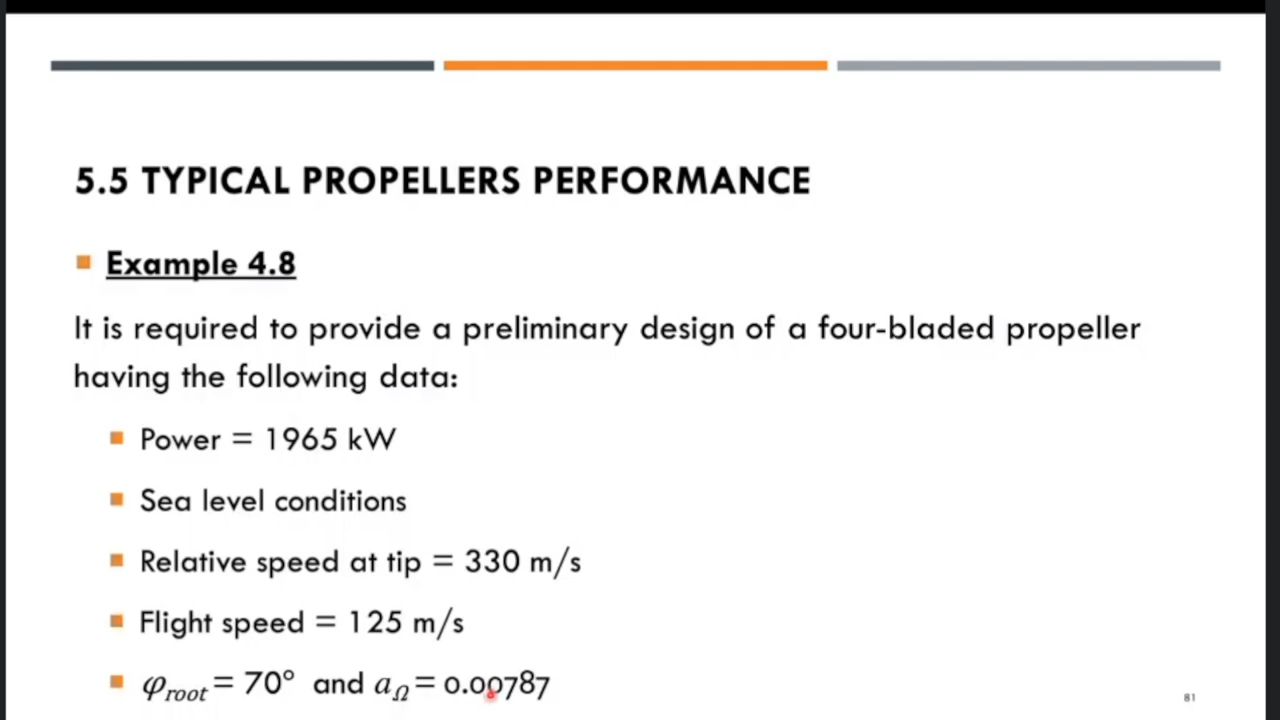 5.5 TYPICAL PROPELLERS PERFORMANCE
Example 4.8
It is required to provide a preliminary design of a four-bladed propeller
having the following data:
Power = 1965 kW
Sea level conditions
Relative speed at tip = 330 m/s
Flight speed = 125 m/s
φroot = 70° and aΩ = 0.00787
81